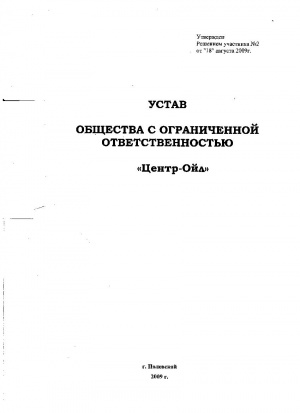 Утвержден
Решением участника №2
от "18" августа 2009г.
УСТАВ
ОБЩЕСТВА С ОГРАНИЧЕННОЙ
ОТВЕТСТВЕННОСТЬЮ
«Центр-Ойл»
г. Полевской
2009 г.